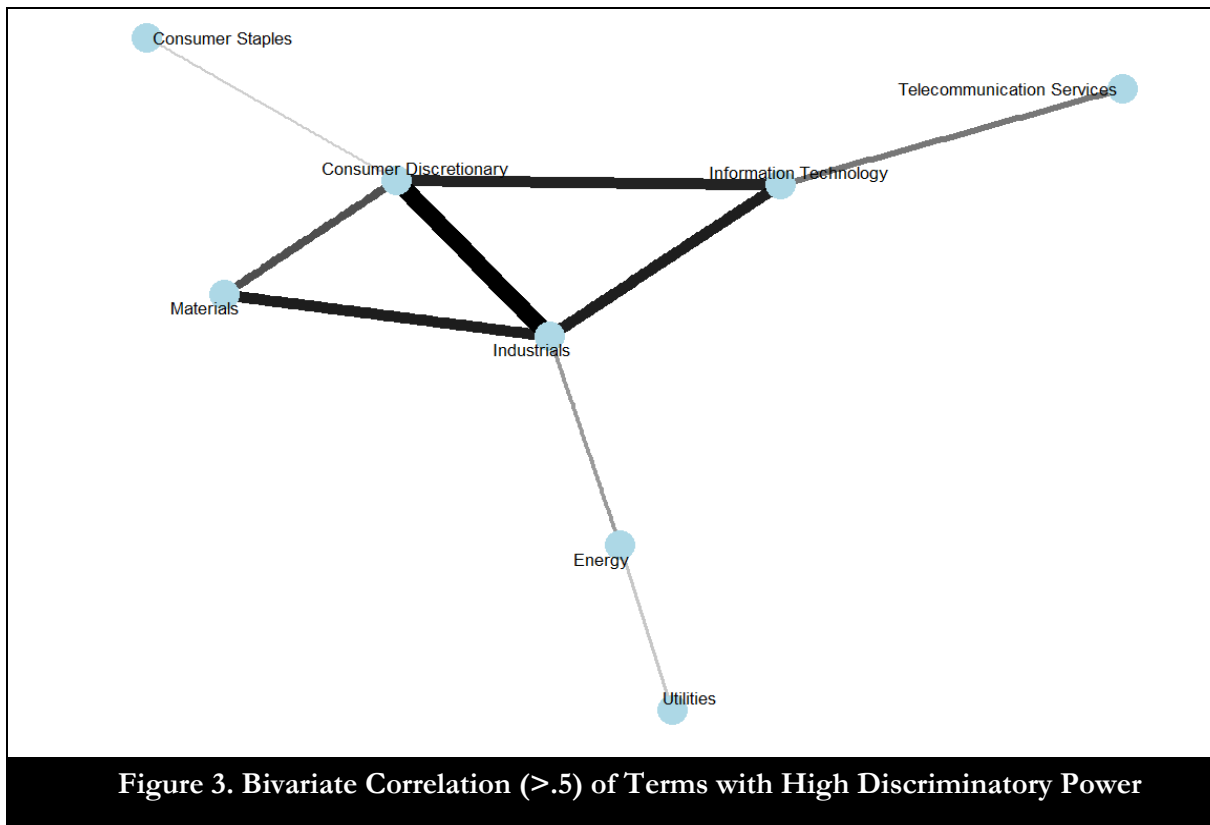 Consumer Staples
Telecommunication Services
Consumer Discretionary
Information Technology
Materials
Industrials
Energy
Utilities
Figure 3. Bivariate Correlation (>.5) of Terms with High Discriminatory Power